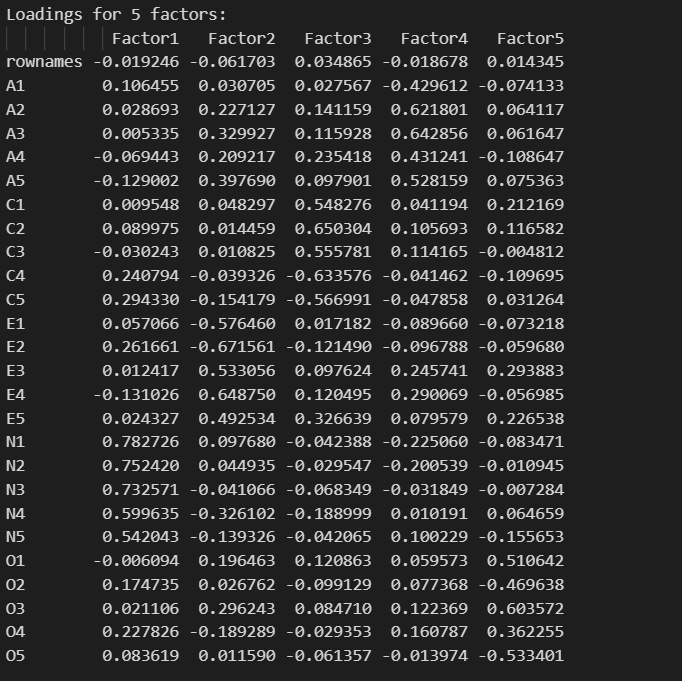 Loadings for 5 factors:
Factor1 Factor2 Factor3 Factor4 Factor5
rownames -0.019246 -0.061703 0.034865 -0.018678 0.014345
A1 0.106455 0.030705 0.027567 -0.429612 -0.074133
A2 0.028693 0.227127 0.141159 0.621801 0.064117
A3 0.005335 0.329927 0.115928 0.642856 0.061647
A4 -0.069443 0.209217 0.235418 0.431241 -0.108647
A5 -0.129002 0.397690 0.097901 0.528159 0.075363
C1 0.009548 0.048297 0.548276 0.041194 0.212169
C2 0.089975 0.014459 0.650304 0.105693 0.116582
C3 -0.030243 0.010825 0.555781 0.114165 -0.004812
C4 0.240794 -0.039326 -0.633576 -0.041462 -0.109695
C5 0.294330 -0.154179 -0.566991 -0.047858 0.031264
E1 0.057066 -0.576460 0.017182 -0.089660 -0.073218
E2 0.261661 -0.671561 -0.121490 -0.096788 -0.059680
E3 0.012417 0.533056 0.097624 0.245741 0.293883
E4 -0.131026 0.648750 0.120495 0.290069 -0.056985
E5 0.024327 0.492534 0.326639 0.079579 0.226538
N1 0.782726 0.097680 -0.042388 -0.225060 -0.083471
N2 0.752420 0.044935 -0.029547 -0.200539 -0.010945
N3 0.732571 -0.041066 -0.068349 -0.031849 -0.007284
N4 0.599635 -0.326102 -0.188999 0.010191 0.064659
N5 0.542043 -0.139326 -0.042065 0.100229 -0.155653
O1 -0.006094 0.196463 0.120863 0.059573 0.510642
O2 0.174735 0.026762 -0.099129 0.077368 -0.469638
O3 0.021106 0.296243 0.084710 0.122369 0.603572
O4 0.227826 -0.189289 -0.029353 0.160787 0.362255
O5 0.083619 0.011590 -0.061357 -0.013974 -0.533401